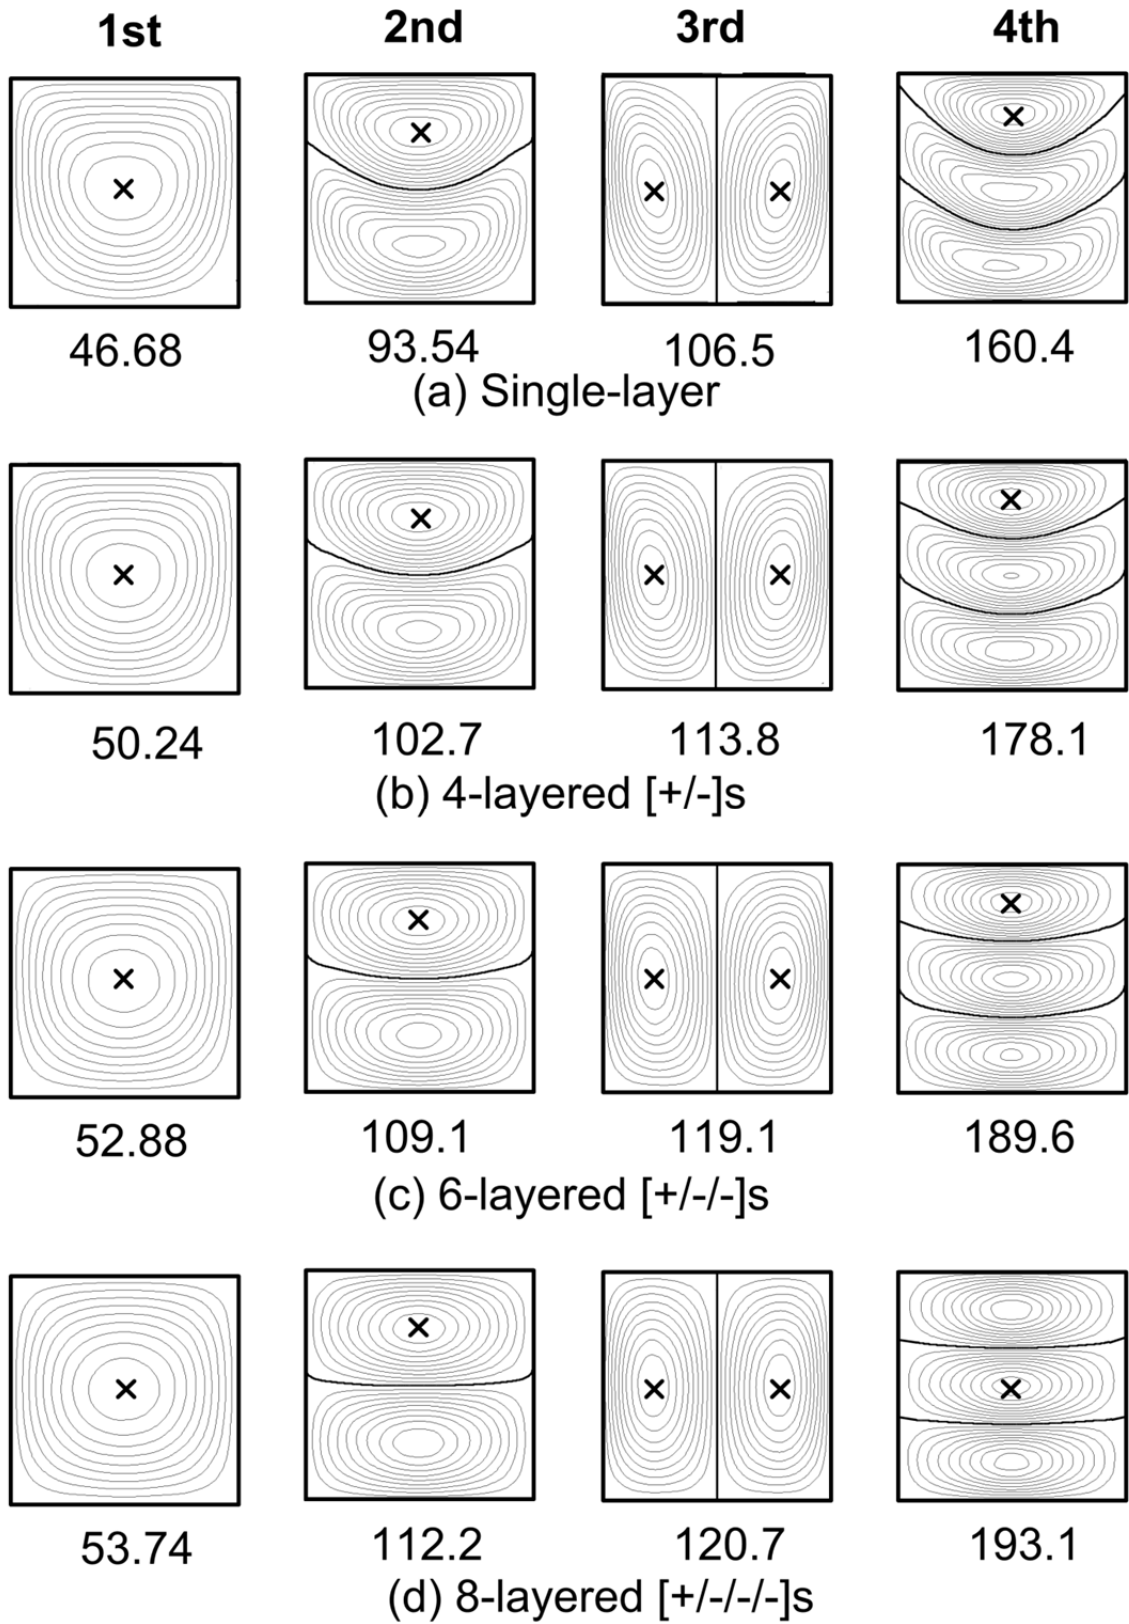 1st 2nd 3rd 4th
46.68 93.54 106.5 160.4
(a) Single-layer
50.24 102.7 113.8 178.1
(b) 4-layered [+/-]s
52.88 109.1 119.1 189.6
(c) 6-layered [+/-/-]s
53.74 112.2 120.7 193.1
(d) 8-layered [+/-/-/-]s